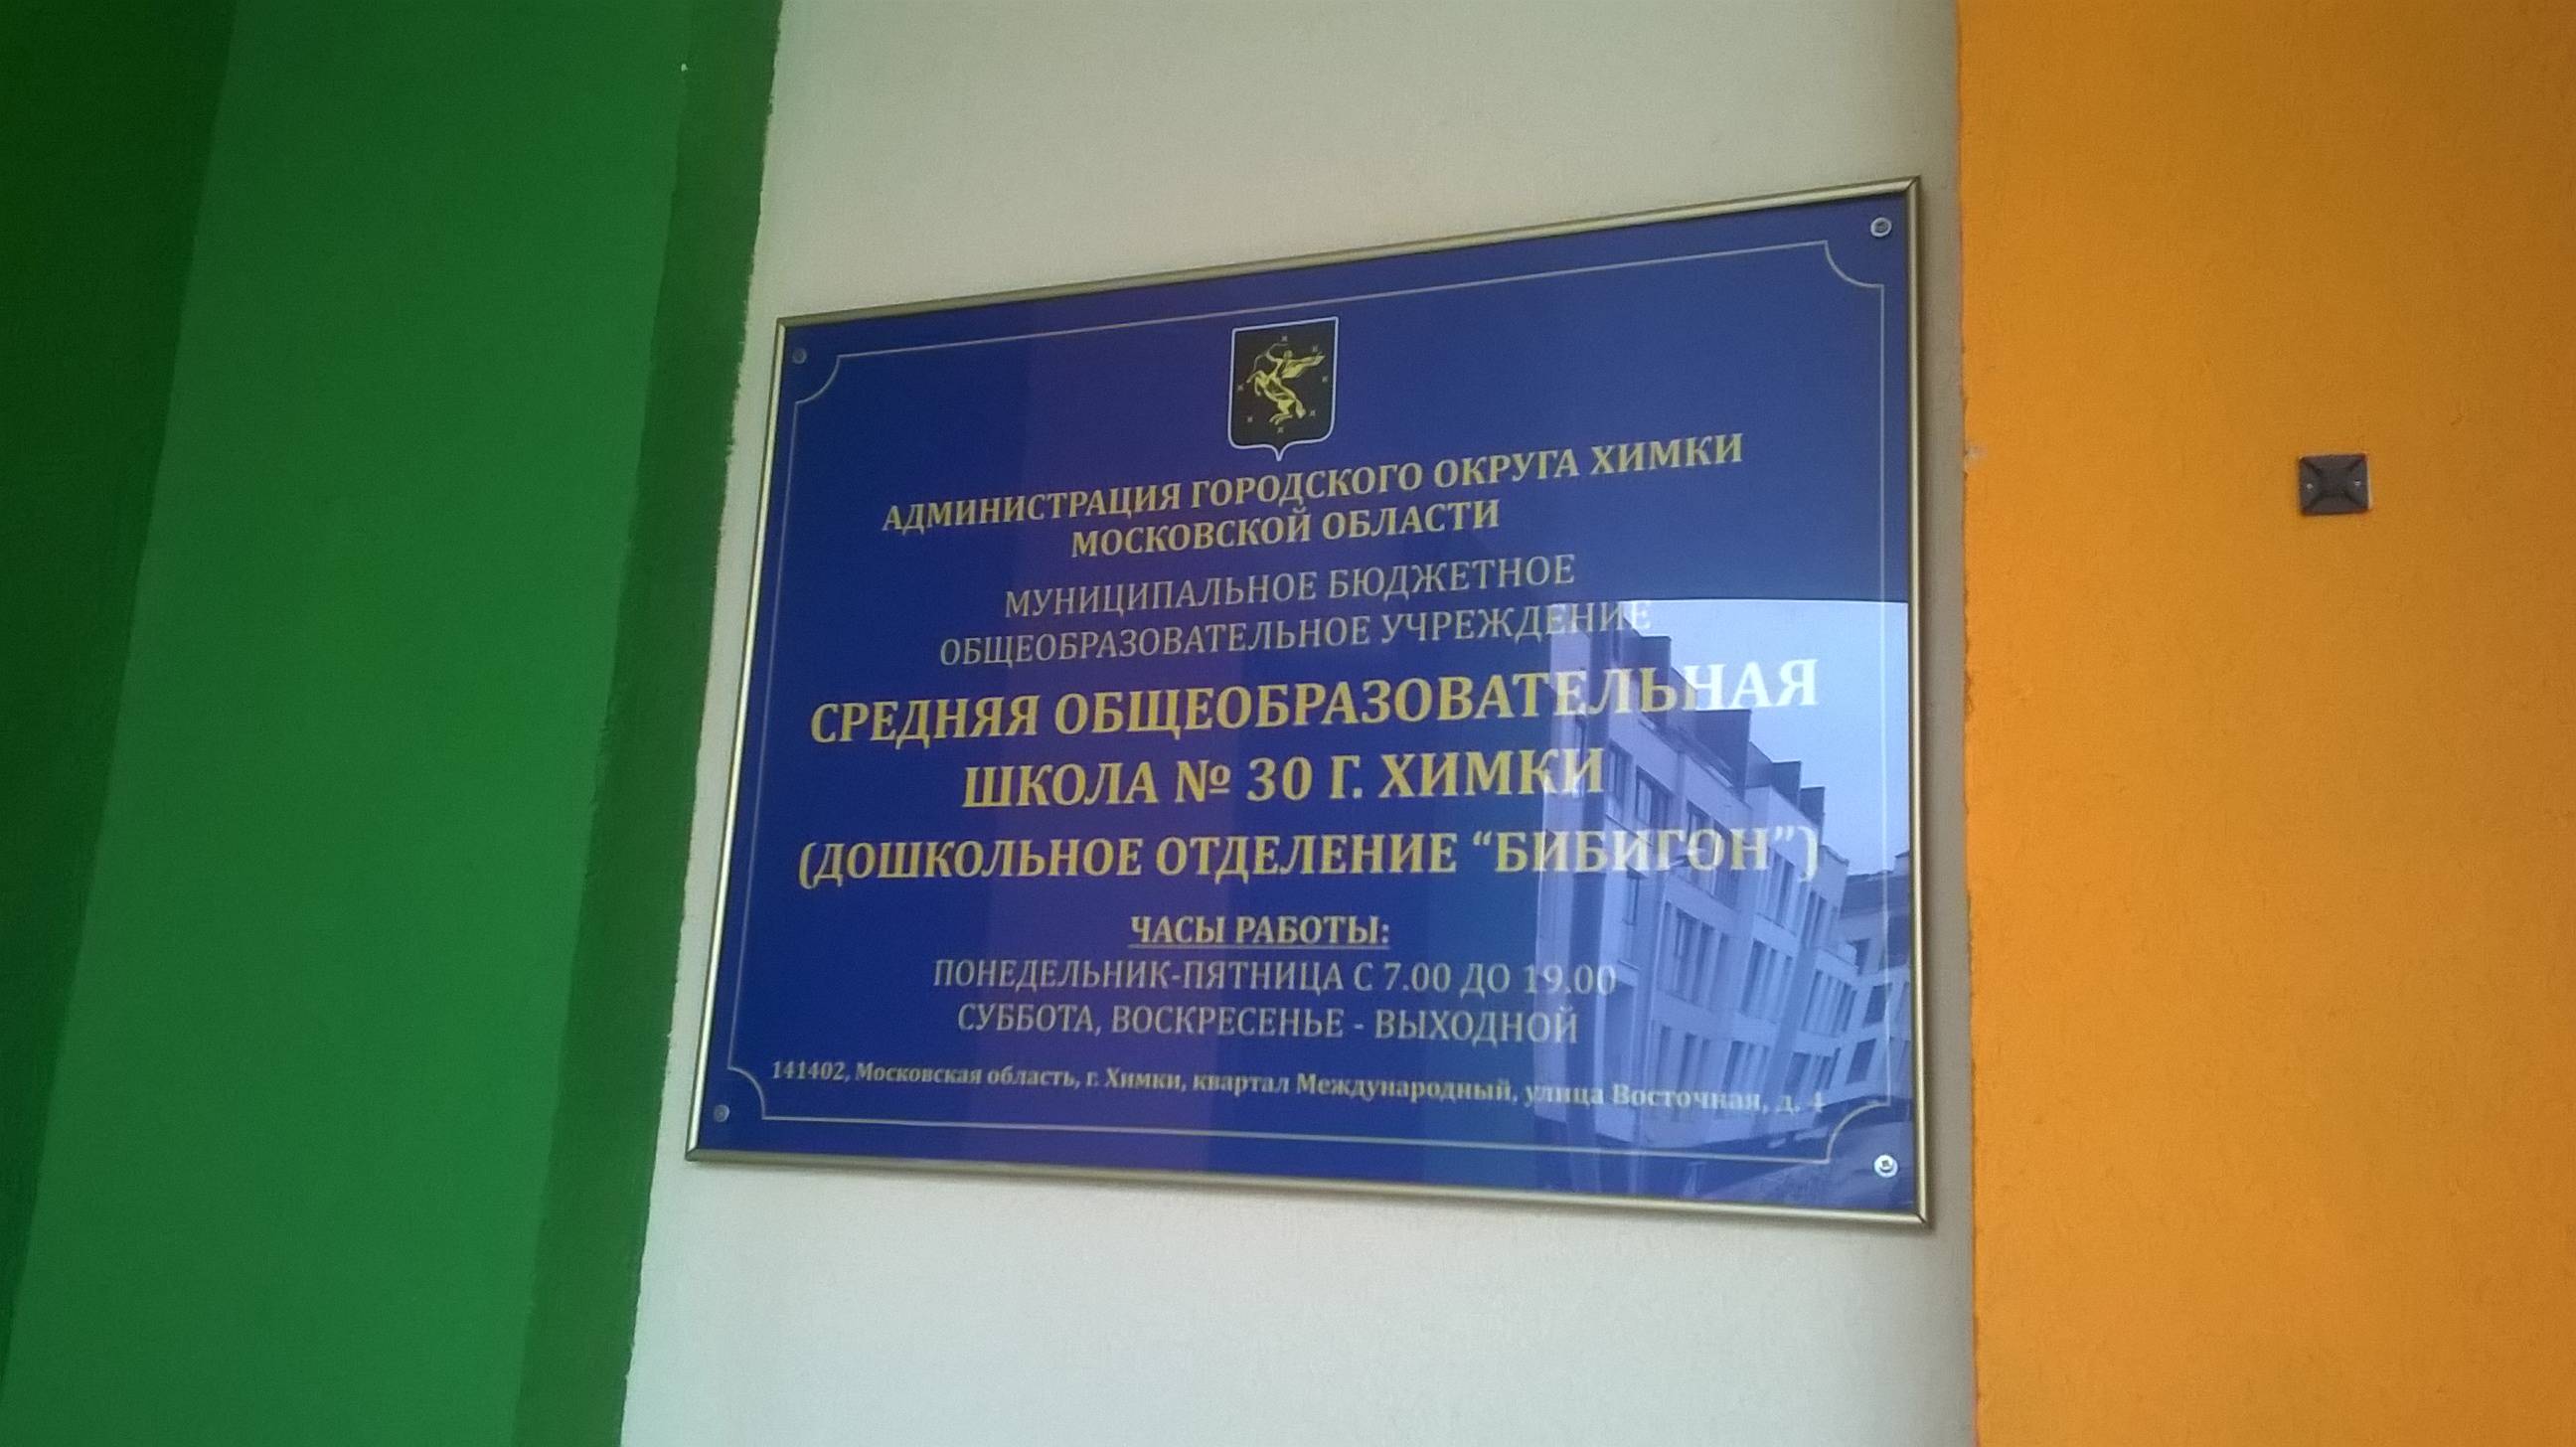 АДМИНИСТРАЦИЯ ГОРОДСКОГО ОКРУГА ХИМКИ
МОСКОВСКОЙ ОБЛАСТИ
МУНИЦИПАЛЬНОЕ БЮДЖЕТНОЕ
ОБЩЕОБРАЗОВАТЕЛЬНОЕ УЧРЕЖДЕНИЕ
СРЕДНЯЯ ОБЩЕОБРАЗОВАТЕЛЬНАЯ
ШКОЛА № 30 Г. ХИМКИ
(ДОШКОЛЬНОЕ ОТДЕЛЕНИЕ “БИБИГОН”)
ЧАСЫ РАБОТЫ:
ПОНЕДЕЛЬНИК-ПЯТНИЦА С 7.00 ДО 19.00
СУББОТА, ВОСКРЕСЕНЬЕ - ВЫХОДНОЙ
141402, Московская область, г. Химки, квартал Международный, улица Восточная, д. 4